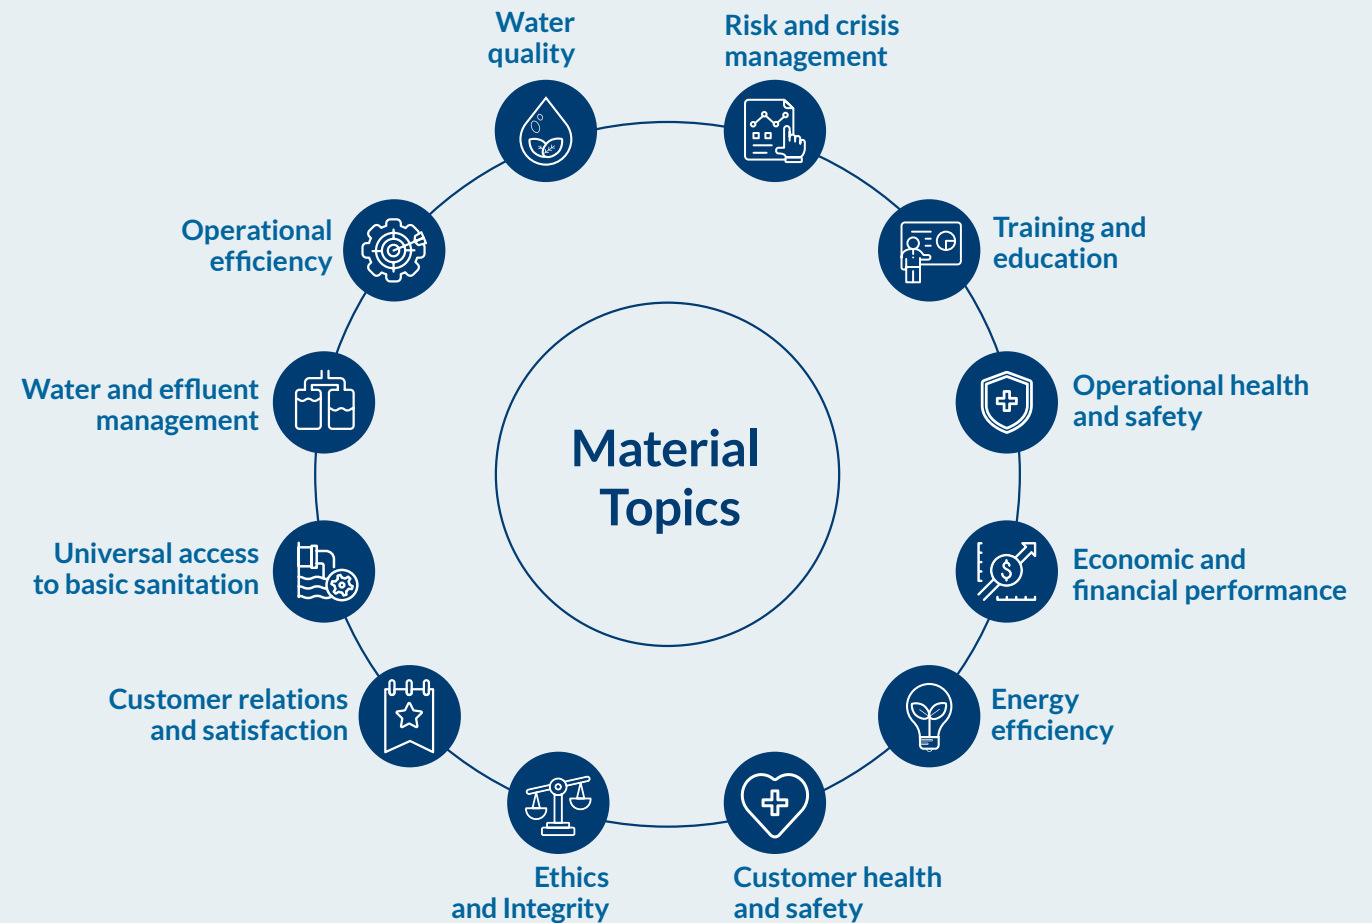 Water
quality
Risk and crisis
management
Operational
efficiency
Training and
education
Water and effluent
management
Operational health
and safety
Material
Topics
Universal access
to basic sanitation
Economic and
financial performance
Customer relations
and satisfaction
Energy
efficiency
Ethics
and Integrity
Customer health
and safety
$